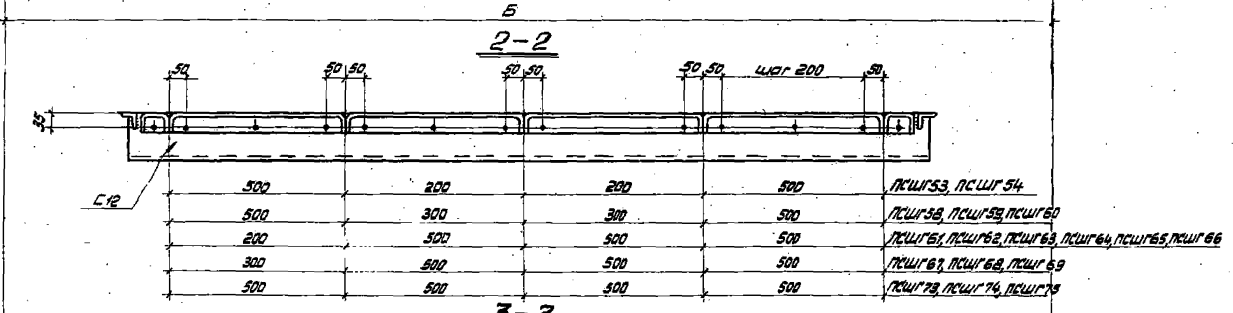 Б
2-2
50 50 50 50 50 50 50 шаг 200 50
35
С12
500 200 200 500 ПСШГ53, ПСШГ54
500 300 300 500 ПСШГ58, ПСШГ59, ПСШГ60
200 500 500 500 ПСШГ61, ПСШГ62, ПСШГ63, ПСШГ64, ПСШГ65, ПСШГ66
300 500 500 500 ПСШГ67, ПСШГ68, ПСШГ69
500 500 500 500 ПСШГ73, ПСШГ74, ПСШГ75